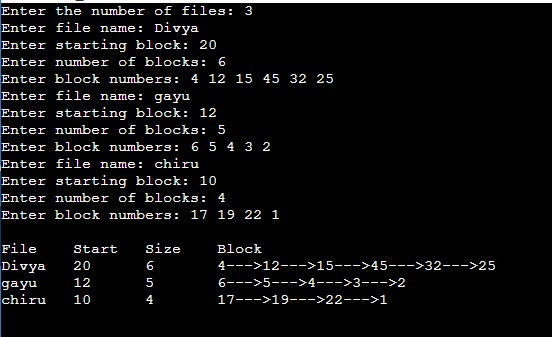 Enter the number of files: 3
Enter file name: Divya
Enter starting block: 20
Enter number of blocks: 6
Enter block numbers: 4 12 15 45 32 25
Enter file name: gayu
Enter starting block: 12
Enter number of blocks: 5
Enter block numbers: 6 5 4 3 2
Enter file name: chiru
Enter starting block: 10
Enter number of blocks: 4
Enter block numbers: 17 19 22 1
File Start Size Block
Divya 20 6 4--->12--->15--->45--->32--->25
gayu 12 5 6--->5--->4--->3--->2
chiru 10 4 17--->19--->22--->1